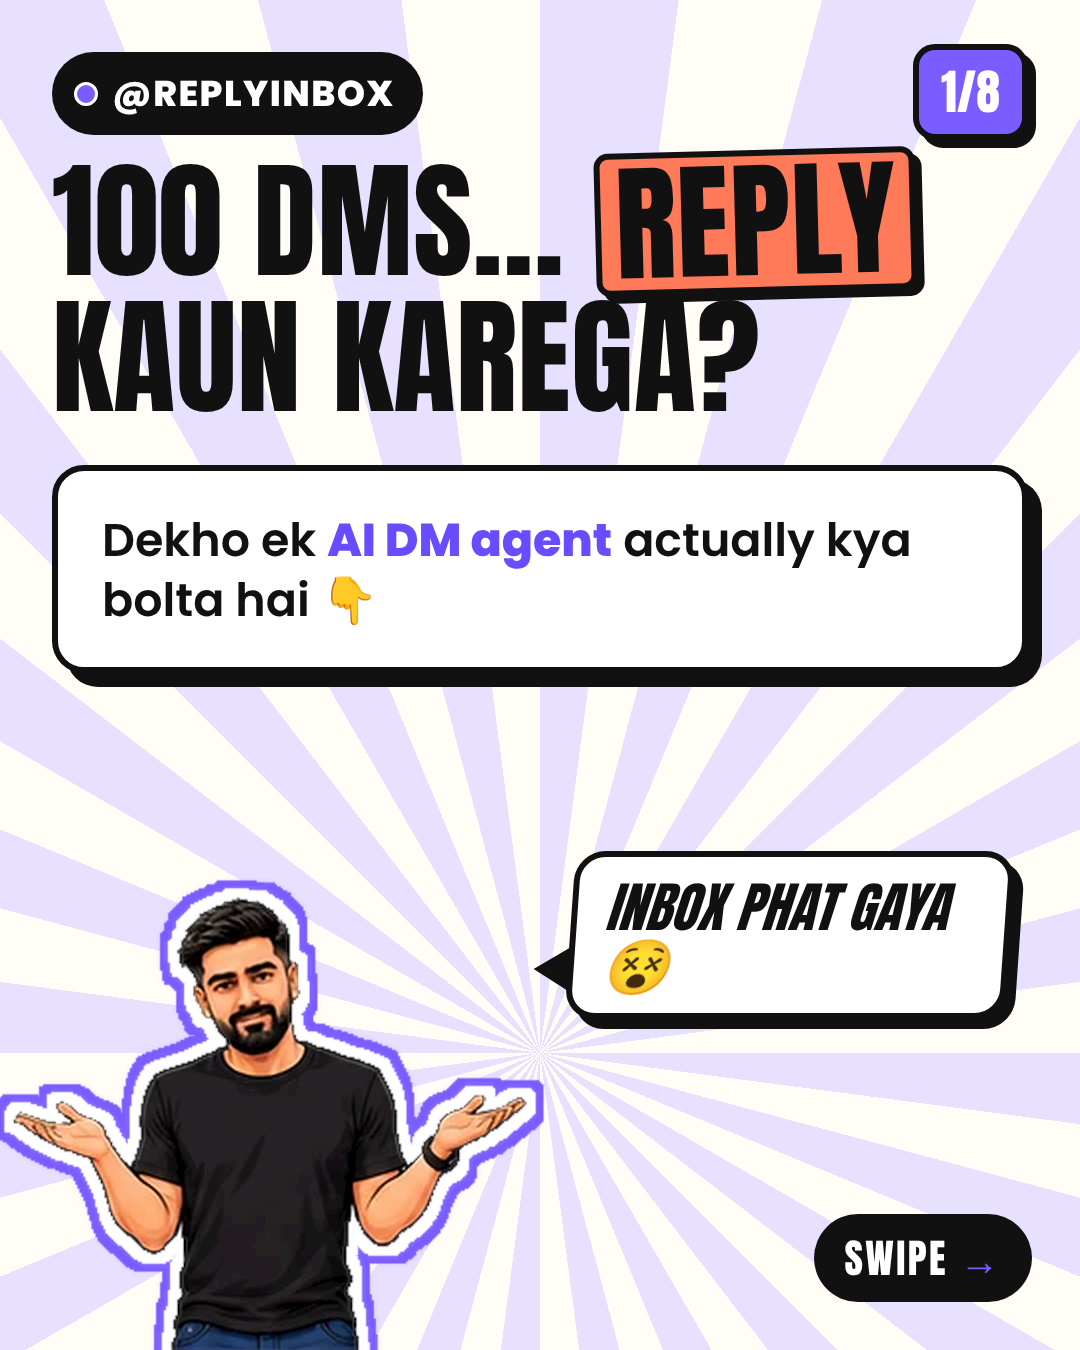 @REPLYINBOX
1/8
100 DMS... REPLY
KAUN KAREGA?
Dekho ek AI DM agent actually kya
bolta hai 👇
INBOX PHAT GAYA
😵
SWIPE →